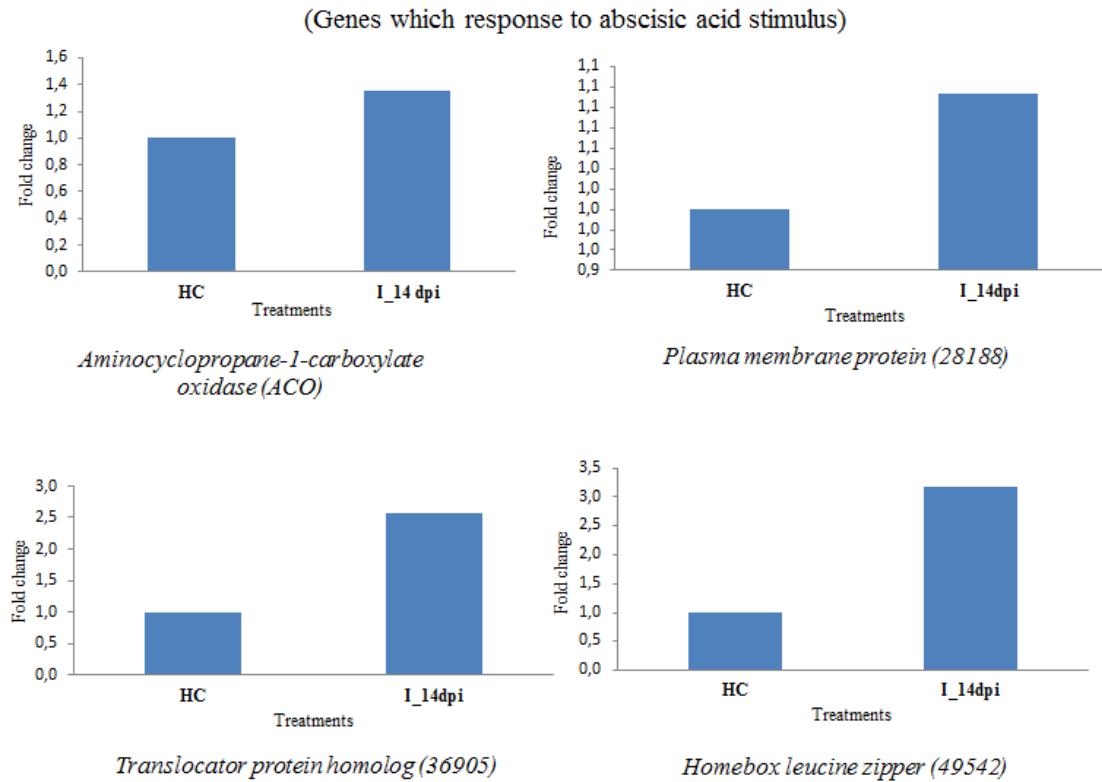 (Genes which response to abscisic acid stimulus)
Fold change
1,6
1,4
1,2
1,0
0,8
0,6
0,4
0,2
0,0
HC
I_14 dpi
Treatments
Aminocyclopropane-1-carboxylate
oxidase (ACO)
Fold change
1,1
1,1
1,1
1,1
1,1
1,0
1,0
1,0
1,0
1,0
0,9
HC
I_14dpi
Treatments
Plasma membrane protein (28188)
Fold change
3,0
2,5
2,0
1,5
1,0
0,5
0,0
HC
I_14dpi
Treatments
Translocator protein homolog (36905)
Fold change
3,5
3,0
2,5
2,0
1,5
1,0
0,5
0,0
HC
I_14dpi
Treatments
Homebox leucine zipper (49542)